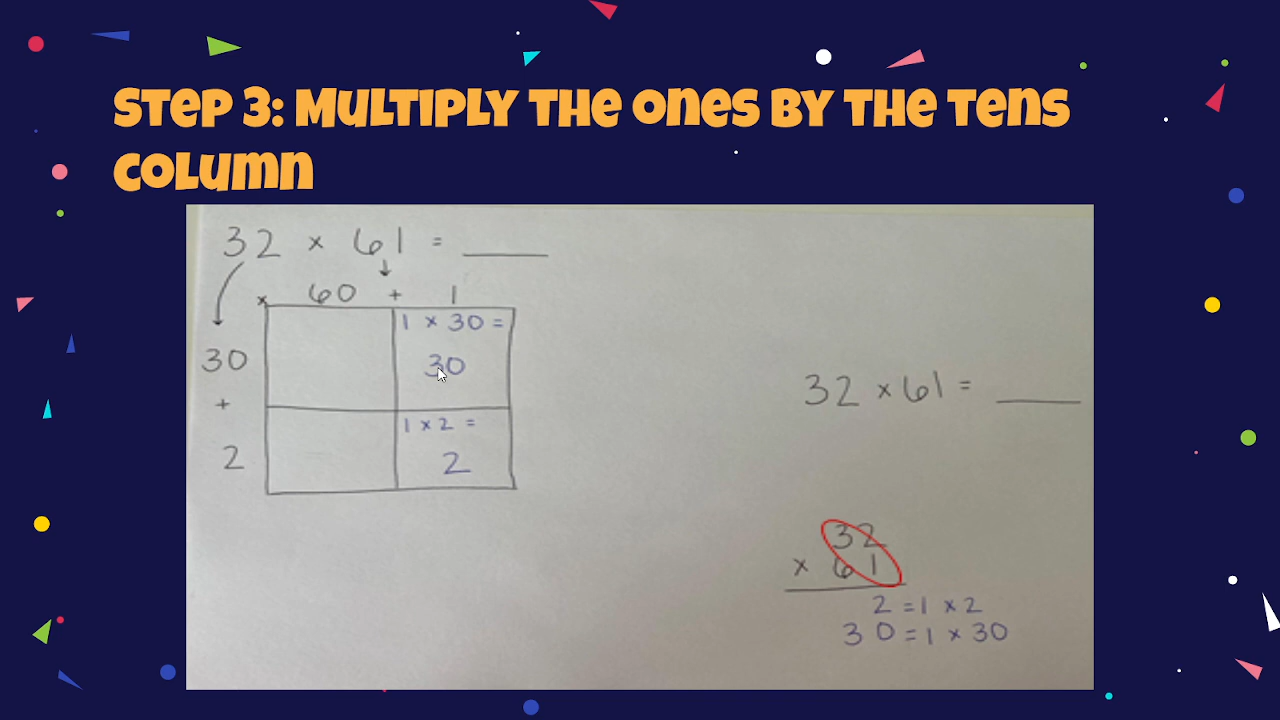 STEP 3: MULTIPLY THE ONES BY THE TENS
COLUMN
32 × 61 = ____
× 60 + 1
1 × 30 =
30
30
+
1 × 2 =
2
2
32 × 61 = ____
32
× 61
2 = 1 × 2
30 = 1 × 30